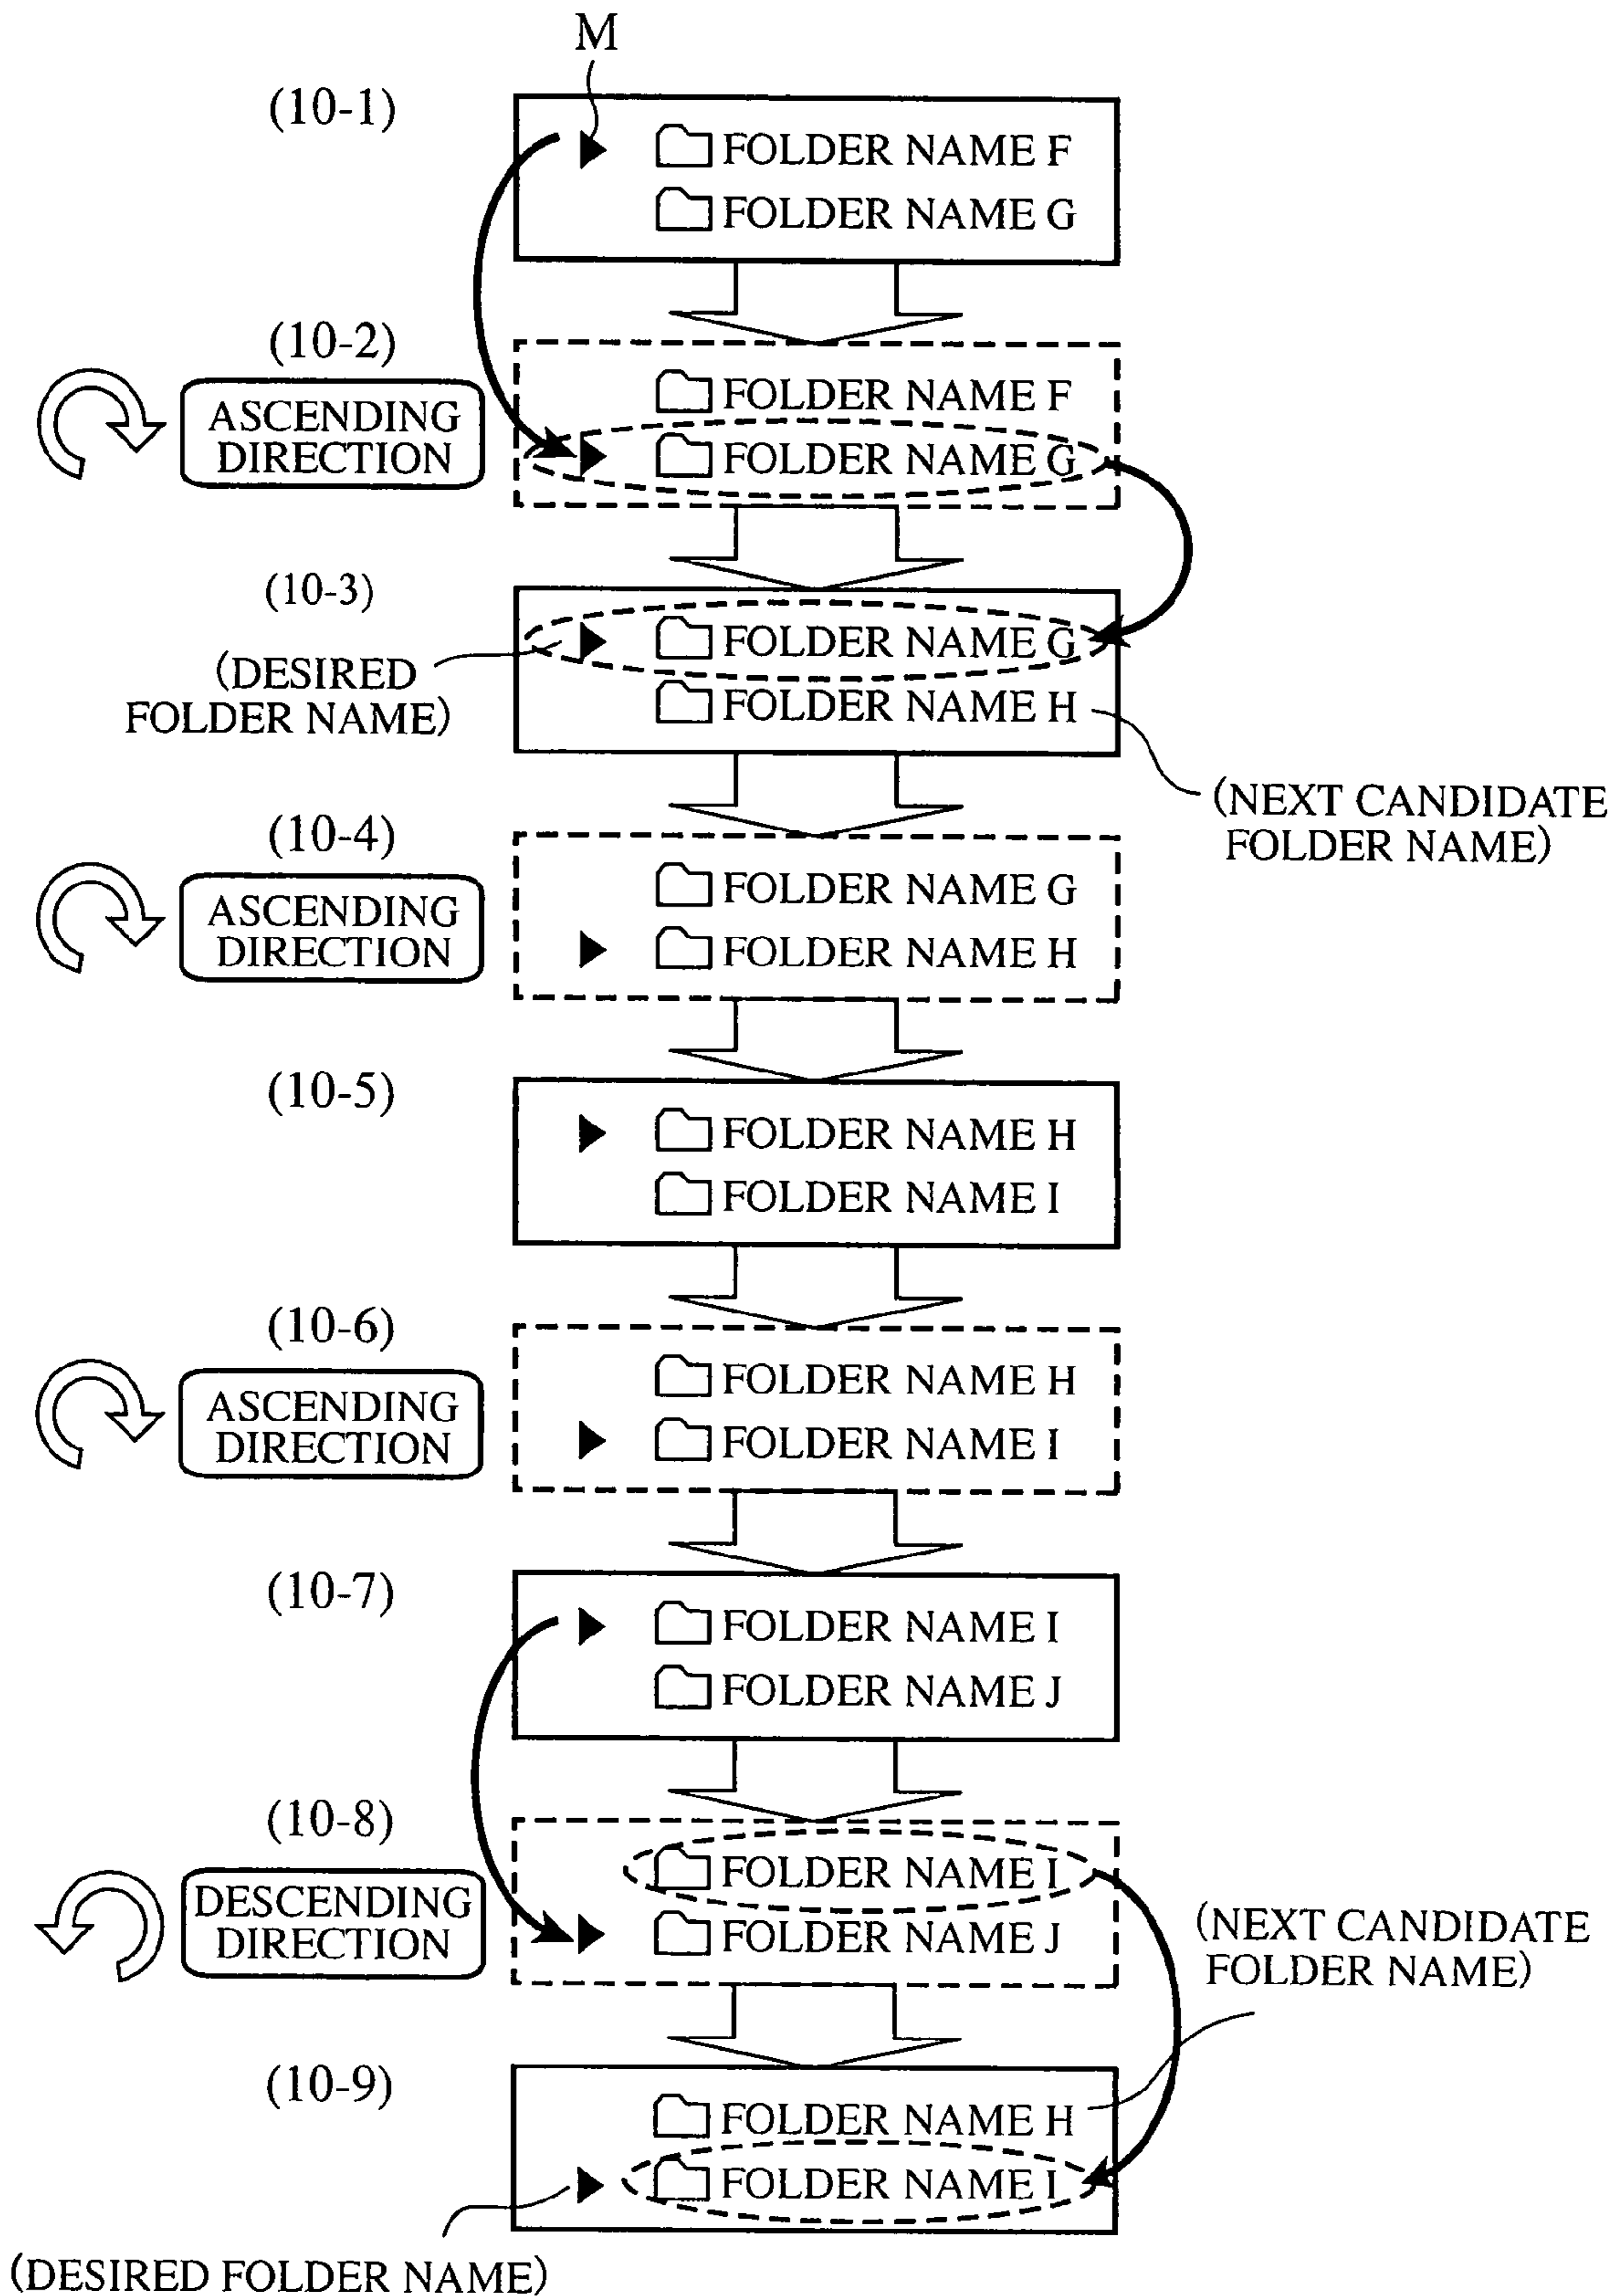 M
(10-1)
FOLDER NAME F
FOLDER NAME G
(10-2)
ASCENDING
DIRECTION
FOLDER NAME F
FOLDER NAME G
(10-3)
(DESIRED
FOLDER NAME)
FOLDER NAME G
FOLDER NAME H
(NEXT CANDIDATE
FOLDER NAME)
(10-4)
ASCENDING
DIRECTION
FOLDER NAME G
FOLDER NAME H
(10-5)
FOLDER NAME H
FOLDER NAME I
(10-6)
ASCENDING
DIRECTION
FOLDER NAME H
FOLDER NAME I
(10-7)
FOLDER NAME I
FOLDER NAME J
(10-8)
DESCENDING
DIRECTION
FOLDER NAME I
FOLDER NAME J
(NEXT CANDIDATE
FOLDER NAME)
(10-9)
FOLDER NAME H
FOLDER NAME I
(DESIRED FOLDER NAME)